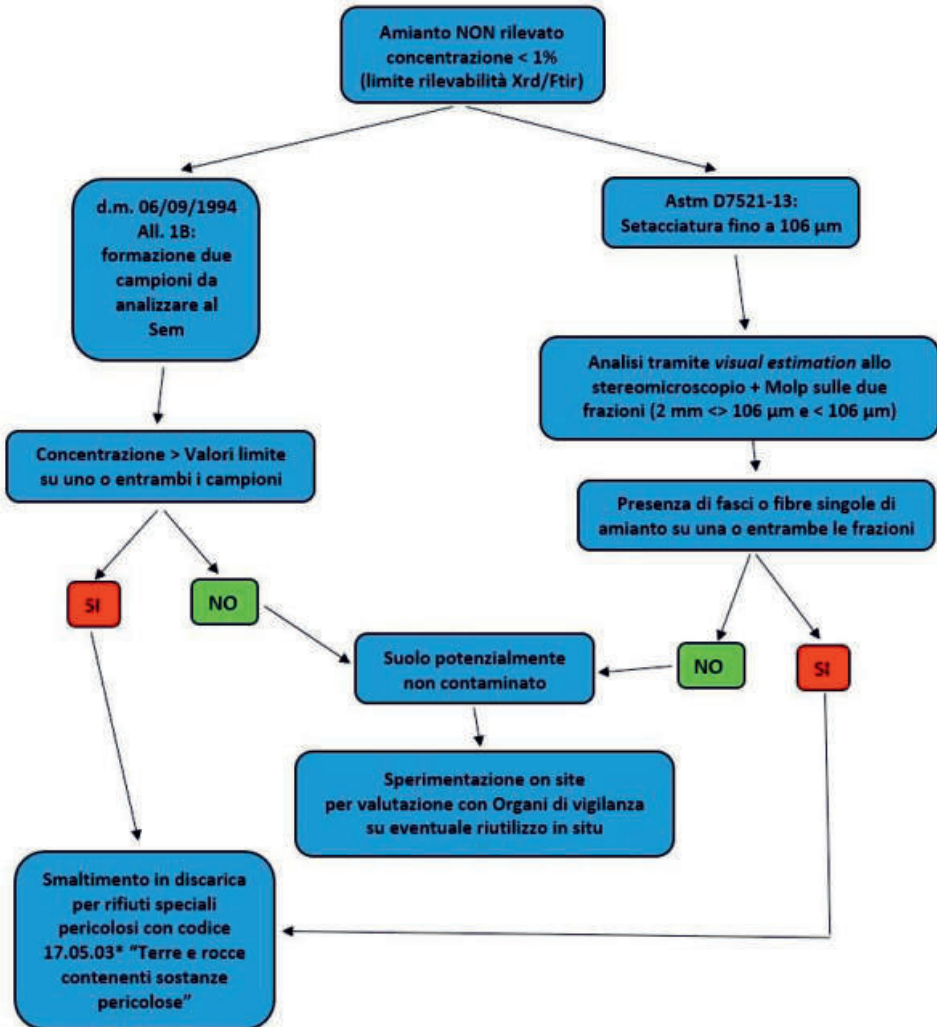 Amianto NON rilevato
concentrazione < 1%
(limite rilevabilità Xrd/Ftir)
d.m. 06/09/1994
All. 1B:
formazione due
campioni da
analizzare al
Sem
Astm D7521-13:
Setacciatura fino a 106 µm
Analisi tramite visual estimation allo
stereomicroscopio + Molp sulle due
frazioni (2 mm <> 106 µm e < 106 µm)
Concentrazione > Valori limite
su uno o entrambi i campioni
Presenza di fasci o fibre singole di
amianto su una o entrambe le frazioni
SI
NO
Suolo potenzialmente
non contaminato
NO
SI
Sperimentazione on site
per valutazione con Organi di vigilanza
su eventuale riutilizzo in situ
Smaltimento in discarica
per rifiuti speciali
pericolosi con codice
17.05.03* “Terre e rocce
contenenti sostanze
pericolose”